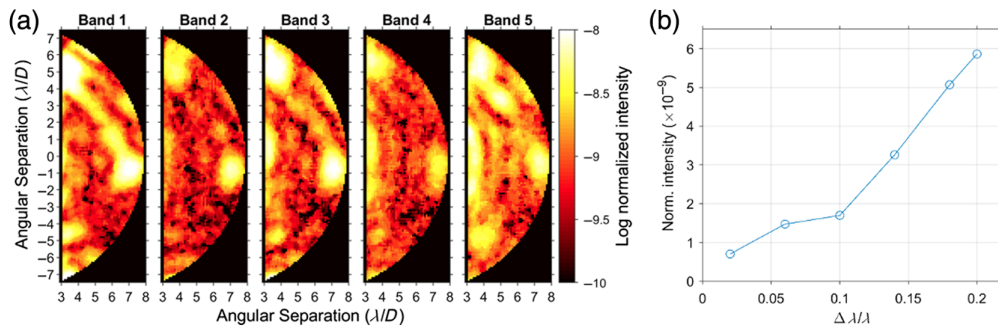 (a)
Band 1 Band 2 Band 3 Band 4 Band 5
Angular Separation (λ/D)
7
6
5
4
3
2
1
0
−1
−2
−3
−4
−5
−6
−7
3 4 5 6 7 8 3 4 5 6 7 8 3 4 5 6 7 8 3 4 5 6 7 8 3 4 5 6 7 8
Angular Separation (λ/D)
−8
−8.5
−9
−9.5
−10
Log normalized intensity
(b)
Norm. intensity (×10−9)
6
5
4
3
2
1
0
0 0.05 0.1 0.15 0.2
Δ λ/λ